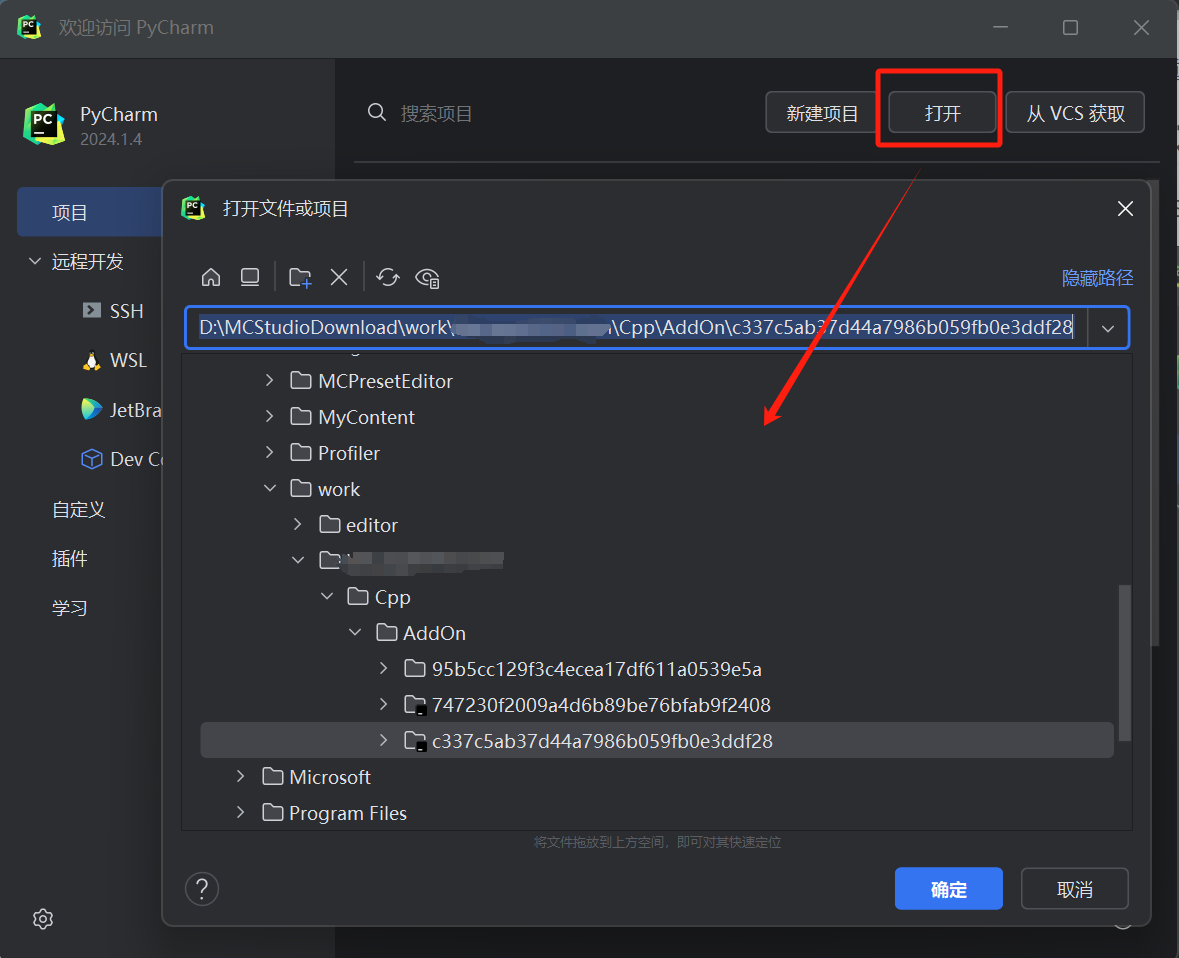 欢迎访问 PyCharm
PyCharm
2024.1.4
搜索项目
新建项目
打开
从 VCS 获取
项目
远程开发
SSH
WSL
JetBra
Dev Co
自定义
插件
学习
打开文件或项目
隐藏路径
D:\MCStudioDownload\work\ \Cpp\AddOn\c337c5ab37d44a7986b059fb0e3ddf28
MCPresetEditor
MyContent
Profiler
work
editor
Cpp
AddOn
95b5cc129f3c4ecea17df611a0539e5a
747230f2009a4d6b89be76bfab9f2408
c337c5ab37d44a7986b059fb0e3ddf28
Microsoft
Program Files
将文件拖放到上方空间，即可对其快速定位
?
确定
取消